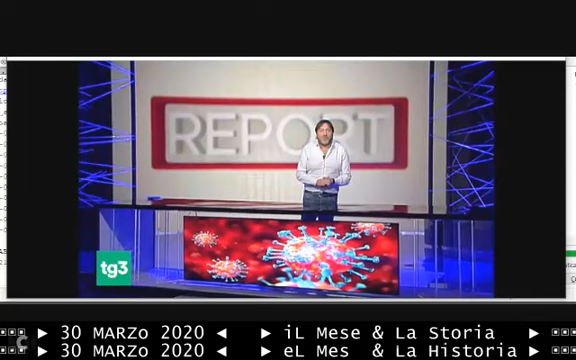 REPORT
tg3
▶ 30 MARZo 2020 ◀ ▶ iL Mese & La Storia ▶
▶ 30 MARZo 2020 ◀ ▶ eL Mes & La Historia ▶